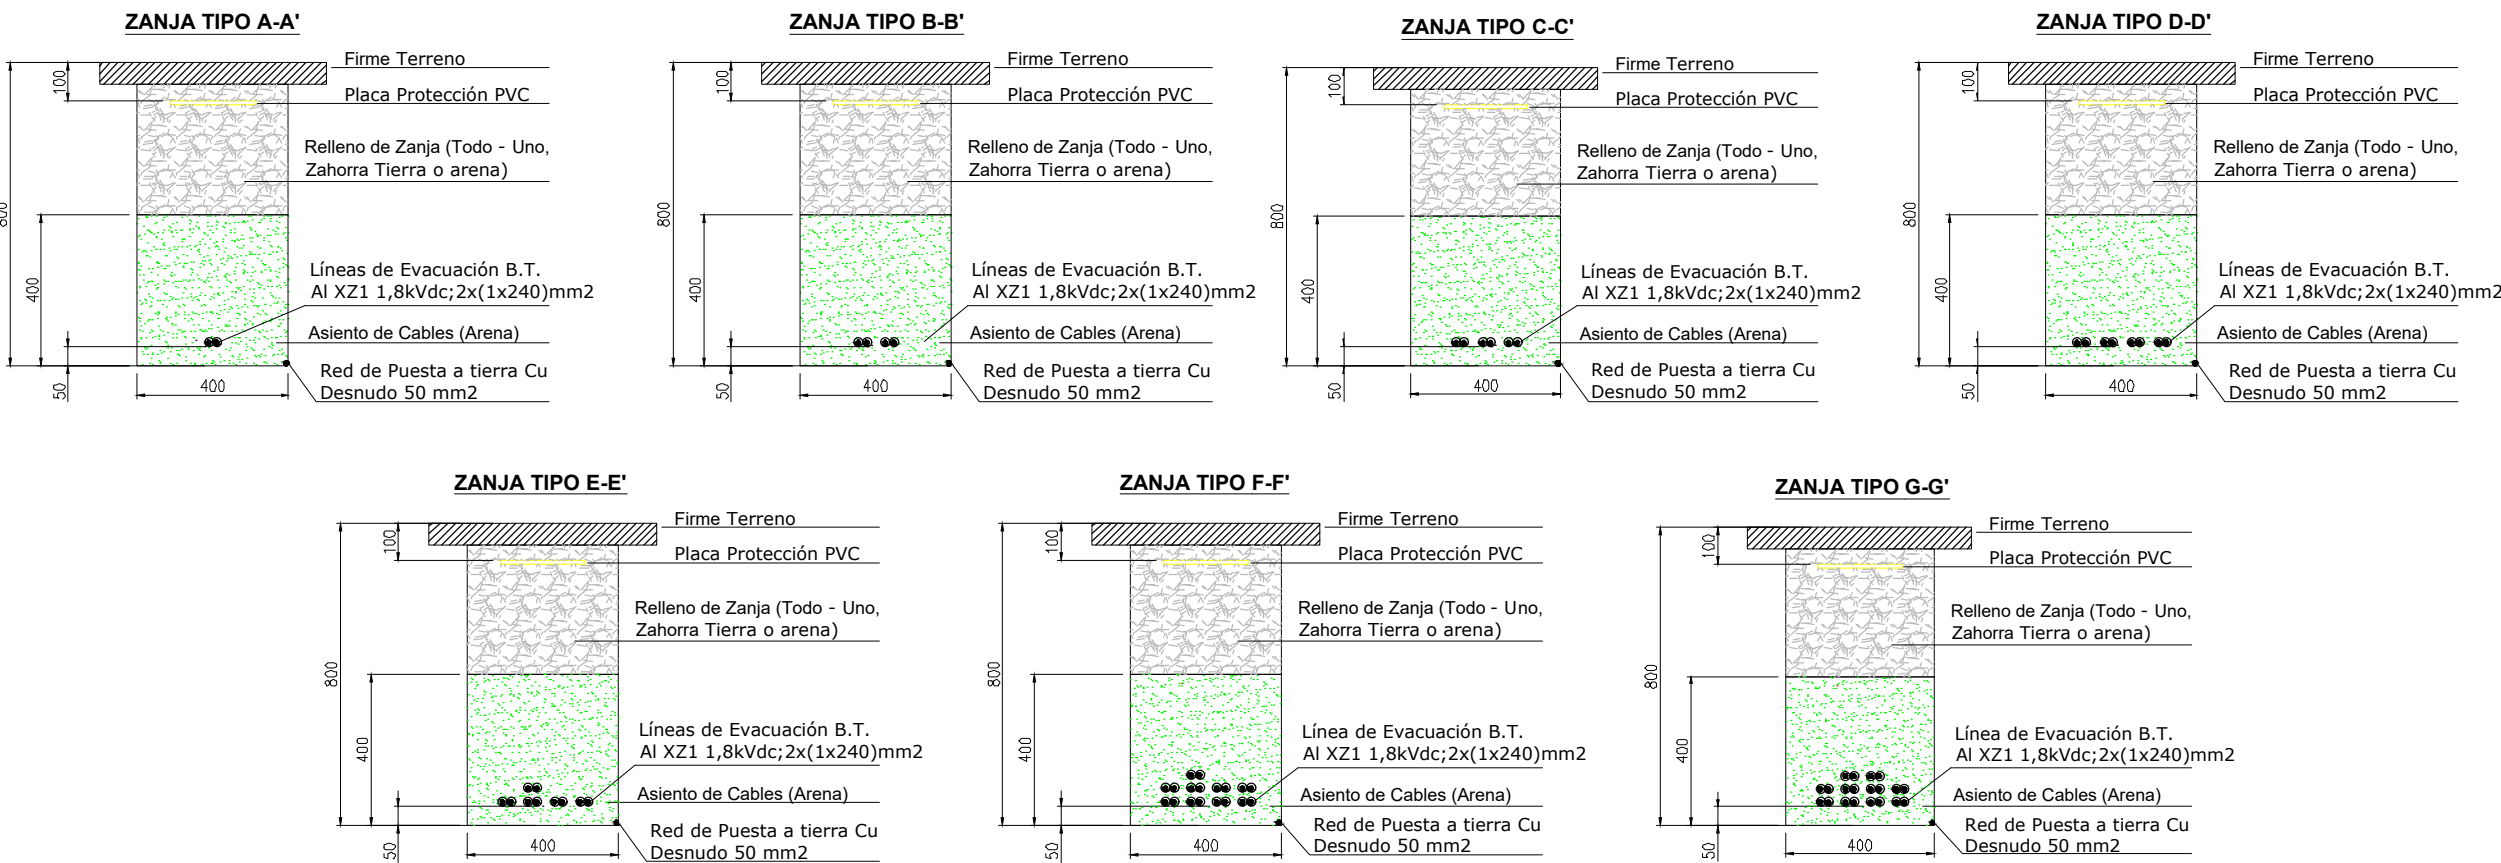 ZANJA TIPO A-A'
Firme Terreno
100
Placa Protección PVC
Relleno de Zanja (Todo - Uno,
Zahorra Tierra o arena)
800
400
Líneas de Evacuación B.T.
Al XZ1 1,8kVdc;2x(1x240)mm2
Asiento de Cables (Arena)
Red de Puesta a tierra Cu
Desnudo 50 mm2
50
400
ZANJA TIPO B-B'
Firme Terreno
100
Placa Protección PVC
Relleno de Zanja (Todo - Uno,
Zahorra Tierra o arena)
800
400
Líneas de Evacuación B.T.
Al XZ1 1,8kVdc;2x(1x240)mm2
Asiento de Cables (Arena)
Red de Puesta a tierra Cu
Desnudo 50 mm2
50
400
ZANJA TIPO C-C'
Firme Terreno
100
Placa Protección PVC
Relleno de Zanja (Todo - Uno,
Zahorra Tierra o arena)
800
400
Líneas de Evacuación B.T.
Al XZ1 1,8kVdc;2x(1x240)mm2
Asiento de Cables (Arena)
Red de Puesta a tierra Cu
Desnudo 50 mm2
50
400
ZANJA TIPO D-D'
Firme Terreno
100
Placa Protección PVC
Relleno de Zanja (Todo - Uno,
Zahorra Tierra o arena)
800
400
Líneas de Evacuación B.T.
Al XZ1 1,8kVdc;2x(1x240)mm2
Asiento de Cables (Arena)
Red de Puesta a tierra Cu
Desnudo 50 mm2
50
400
ZANJA TIPO E-E'
Firme Terreno
100
Placa Protección PVC
Relleno de Zanja (Todo - Uno,
Zahorra Tierra o arena)
800
400
Líneas de Evacuación B.T.
Al XZ1 1,8kVdc;2x(1x240)mm2
Asiento de Cables (Arena)
Red de Puesta a tierra Cu
Desnudo 50 mm2
50
400
ZANJA TIPO F-F'
Firme Terreno
100
Placa Protección PVC
Relleno de Zanja (Todo - Uno,
Zahorra Tierra o arena)
800
400
Línea de Evacuación B.T.
Al XZ1 1,8kVdc;2x(1x240)mm2
Asiento de Cables (Arena)
Red de Puesta a tierra Cu
Desnudo 50 mm2
50
400
ZANJA TIPO G-G'
Firme Terreno
100
Placa Protección PVC
Relleno de Zanja (Todo - Uno,
Zahorra Tierra o arena)
800
400
Línea de Evacuación B.T.
Al XZ1 1,8kVdc;2x(1x240)mm2
Asiento de Cables (Arena)
Red de Puesta a tierra Cu
Desnudo 50 mm2
50
400